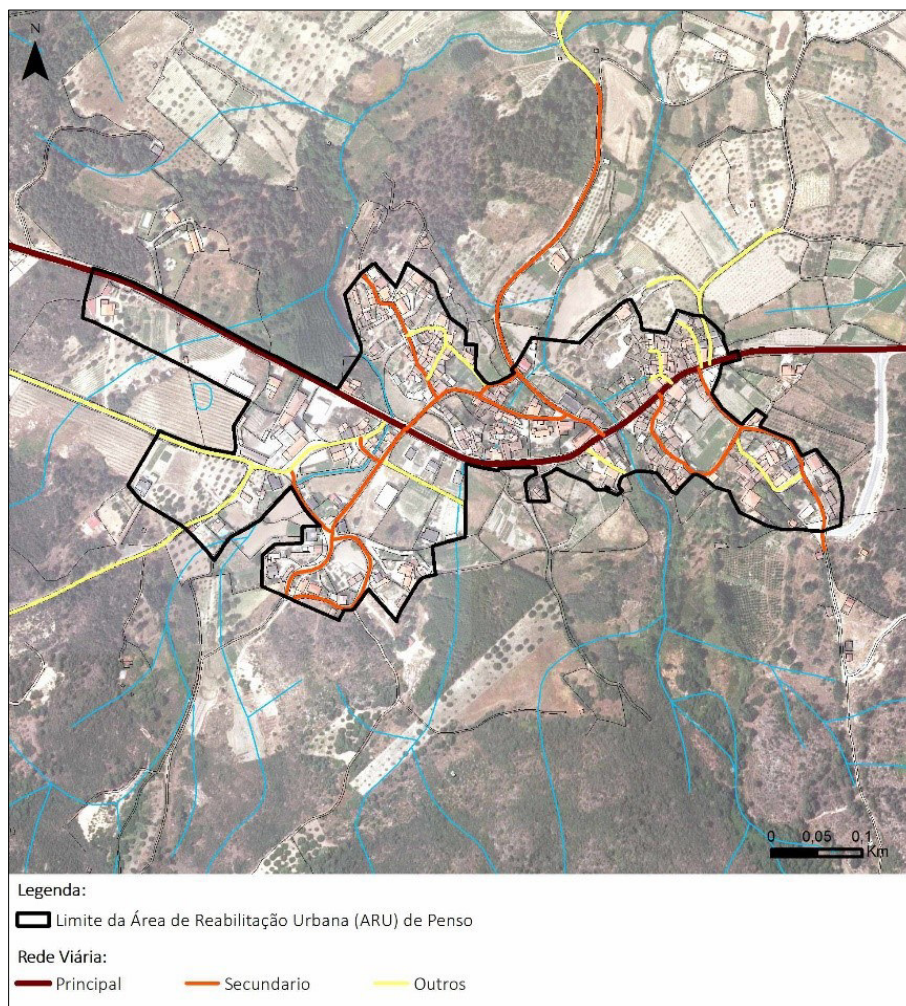 N
0 0,05 0,1
Km
Legenda:
Limite da Área de Reabilitação Urbana (ARU) de Penso
Rede Viária:
Principal Secundario Outros